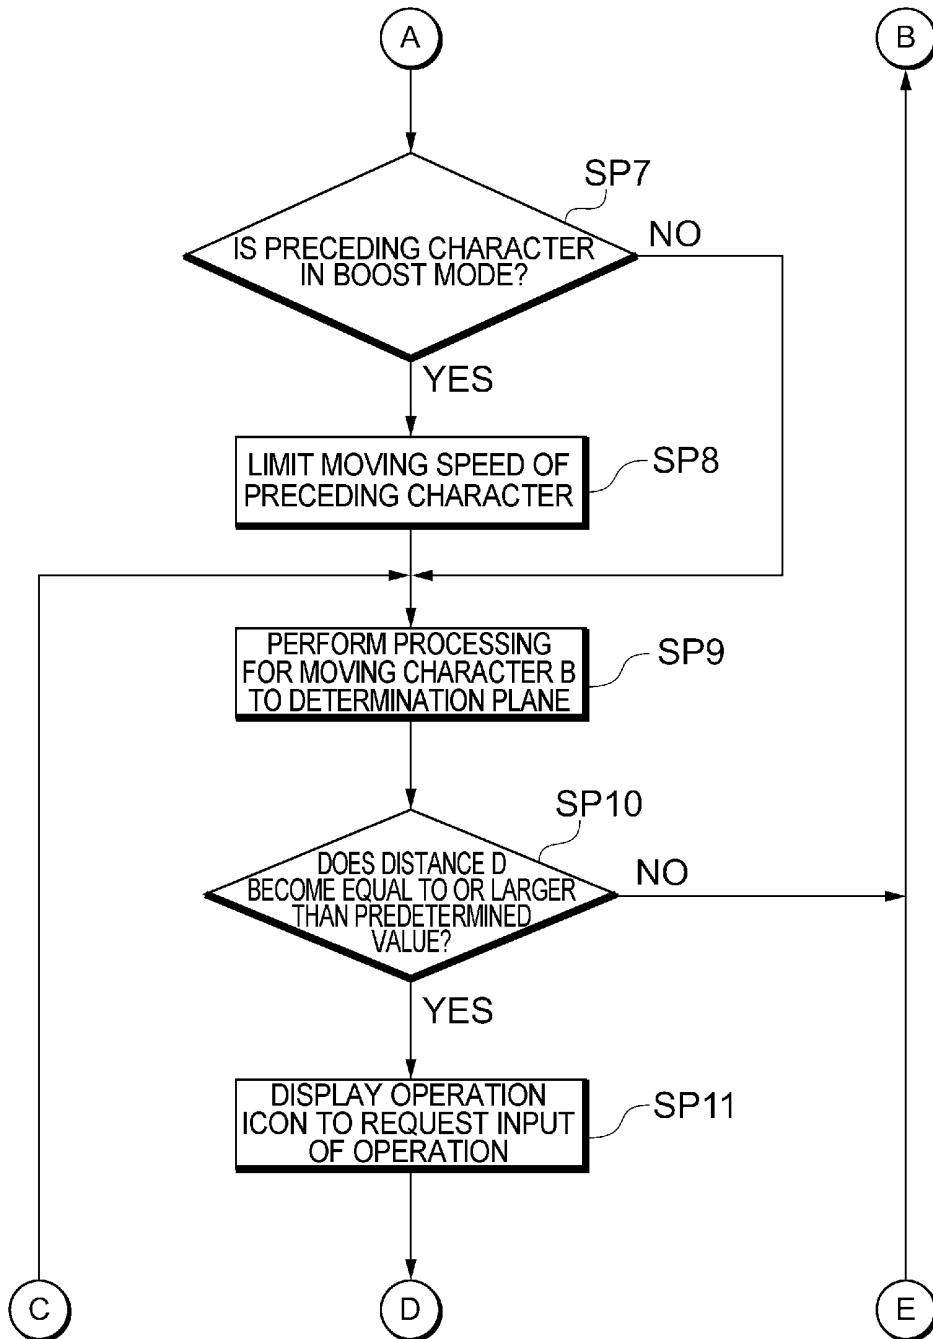 A
B
SP7
NO
IS PRECEDING CHARACTER
IN BOOST MODE?
YES
LIMIT MOVING SPEED OF
PRECEDING CHARACTER
SP8
PERFORM PROCESSING
FOR MOVING CHARACTER B
TO DETERMINATION PLANE
SP9
SP10
DOES DISTANCE D
BECOME EQUAL TO OR LARGER
THAN PREDETERMINED
VALUE?
NO
YES
DISPLAY OPERATION
ICON TO REQUEST INPUT
OF OPERATION
SP11
C
D
E